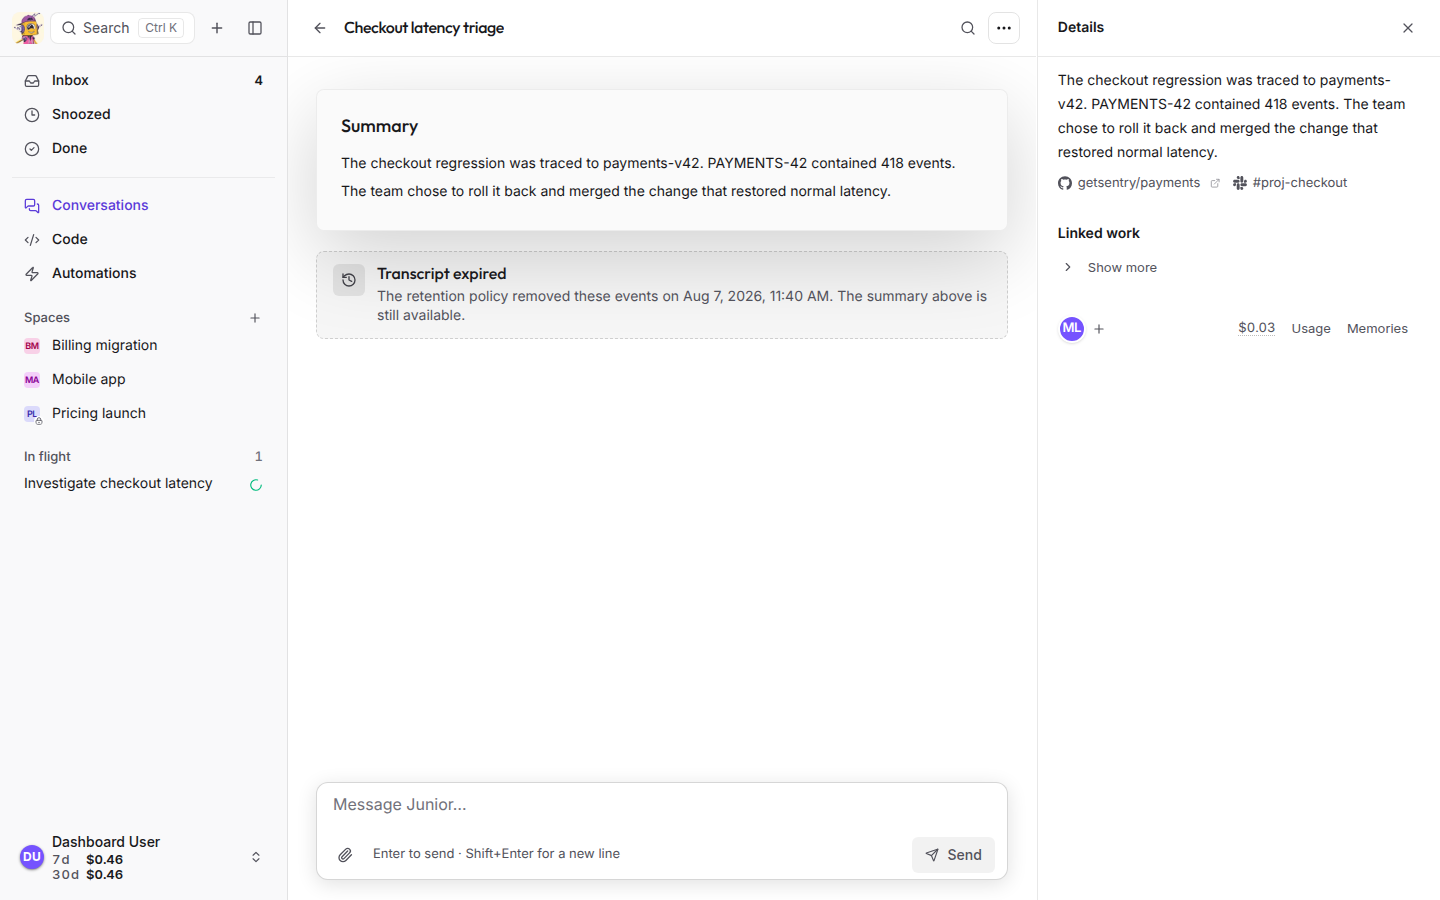 Search Ctrl K
Inbox 4
Snoozed
Done
Conversations
Code
Automations
Spaces
BM Billing migration
MA Mobile app
PL Pricing launch
In flight 1
Investigate checkout latency
DU Dashboard User
7d $0.46
30d $0.46
Checkout latency triage
Summary
The checkout regression was traced to payments-v42. PAYMENTS-42 contained 418 events.
The team chose to roll it back and merged the change that restored normal latency.
Transcript expired
The retention policy removed these events on Aug 7, 2026, 11:40 AM. The summary above is
still available.
Message Junior...
Enter to send · Shift+Enter for a new line
Send
Details
The checkout regression was traced to payments-
v42. PAYMENTS-42 contained 418 events. The team
chose to roll it back and merged the change that
restored normal latency.
getsentry/payments #proj-checkout
Linked work
Show more
ML $0.03 Usage Memories